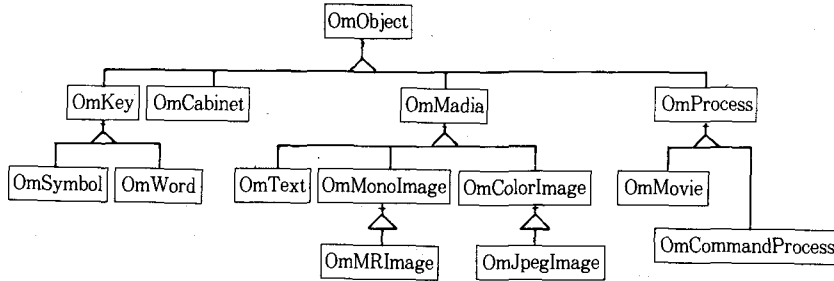 OmObject
OmKey
OmCabinet
OmMadia
OmProcess
OmSymbol
OmWord
OmText
OmMonoImage
OmColorImage
OmMovie
OmMRImage
OmJpegImage
OmCommandProcess